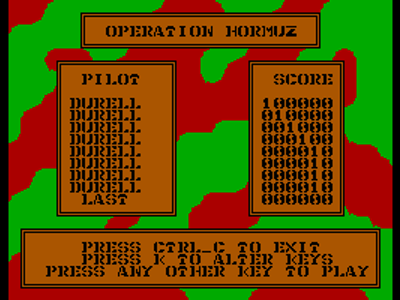 OPERATION HORMUZ
PILOT SCORE
DURELL 100000
DURELL 010000
DURELL 001000
DURELL 000100
DURELL 000010
DURELL 000010
DURELL 000010
DURELL 000010
LAST 000000
PRESS CTRL_C TO EXIT
PRESS K TO ALTER KEYS
PRESS ANY OTHER KEY TO PLAY